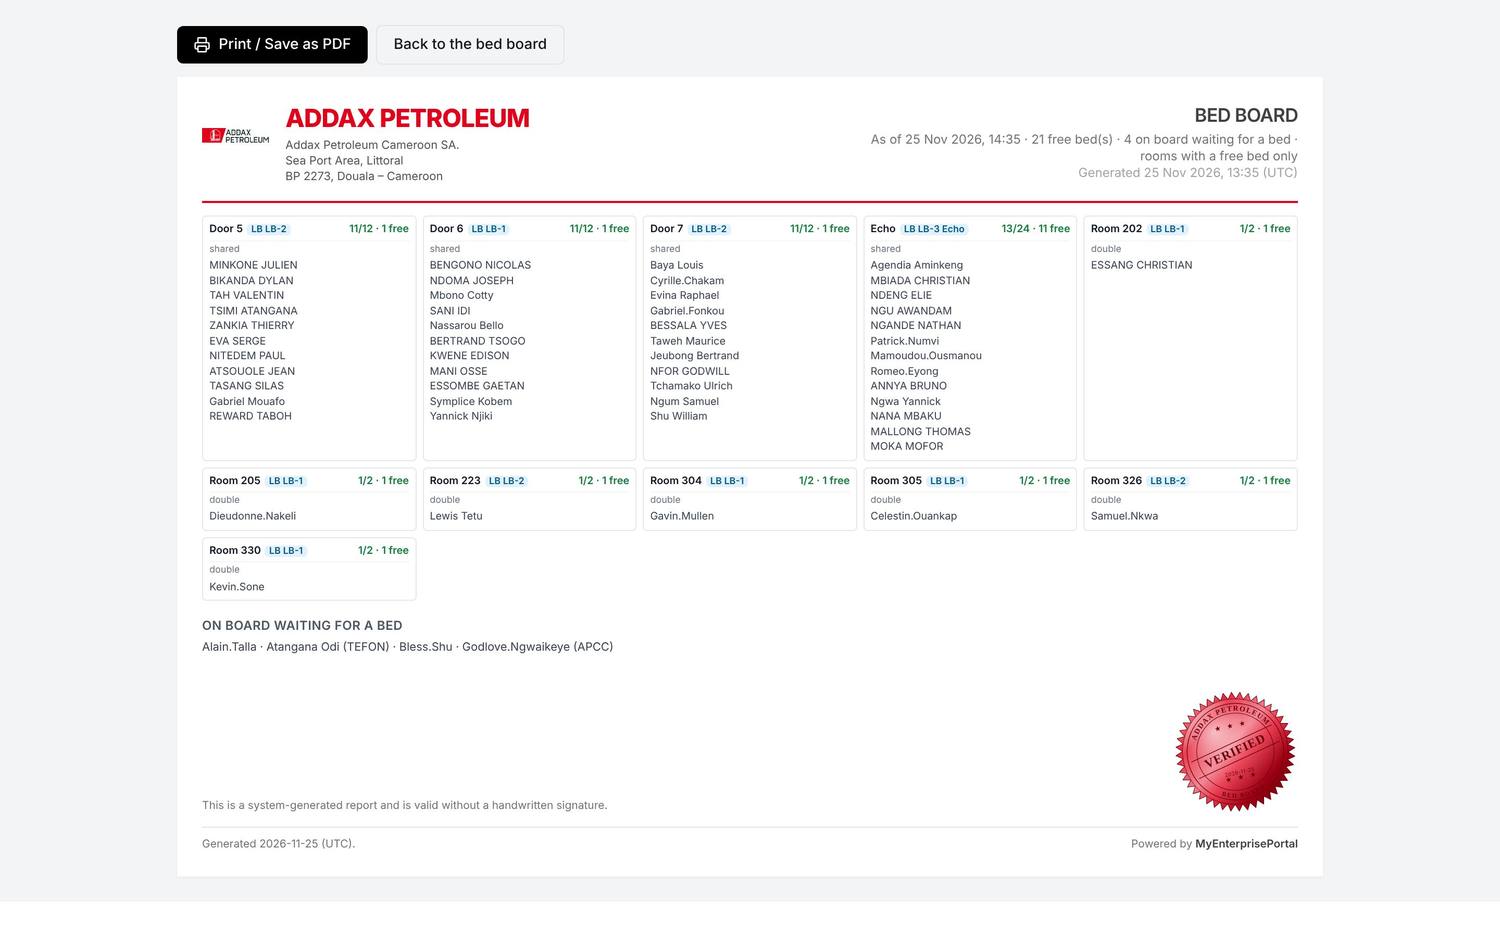 Print / Save as PDF
Back to the bed board
ADDAX
PETROLEUM
ADDAX PETROLEUM
Addax Petroleum Cameroon SA.
Sea Port Area, Littoral
BP 2273, Douala – Cameroon
BED BOARD
As of 25 Nov 2026, 14:35 · 21 free bed(s) · 4 on board waiting for a bed ·
rooms with a free bed only
Generated 25 Nov 2026, 13:35 (UTC)
Door 5 LB LB-2 11/12 · 1 free
shared
MINKONE JULIEN
BIKANDA DYLAN
TAH VALENTIN
TSIMI ATANGANA
ZANKIA THIERRY
EVA SERGE
NITEDEM PAUL
ATSOUOLE JEAN
TASANG SILAS
Gabriel Mouafo
REWARD TABOH
Door 6 LB LB-1 11/12 · 1 free
shared
BENGONO NICOLAS
NDOMA JOSEPH
Mbono Cotty
SANI IDI
Nassarou Bello
BERTRAND TSOGO
KWENE EDISON
MANI OSSE
ESSOMBE GAETAN
Symplice Kobem
Yannick Njiki
Door 7 LB LB-2 11/12 · 1 free
shared
Baya Louis
Cyrille.Chakam
Evina Raphael
Gabriel.Fonkou
BESSALA YVES
Taweh Maurice
Jeubong Bertrand
NFOR GODWILL
Tchamako Ulrich
Ngum Samuel
Shu William
Echo LB LB-3 Echo 13/24 · 11 free
shared
Agendia Aminkeng
MBIADA CHRISTIAN
NDENG ELIE
NGU AWANDAM
NGANDE NATHAN
Patrick.Numvi
Mamoudou.Ousmanou
Romeo.Eyong
ANNYA BRUNO
Ngwa Yannick
NANA MBAKU
MALLONG THOMAS
MOKA MOFOR
Room 202 LB LB-1 1/2 · 1 free
double
ESSANG CHRISTIAN
Room 205 LB LB-1 1/2 · 1 free
double
Dieudonne.Nakeli
Room 223 LB LB-2 1/2 · 1 free
double
Lewis Tetu
Room 304 LB LB-1 1/2 · 1 free
double
Gavin.Mullen
Room 305 LB LB-1 1/2 · 1 free
double
Celestin.Ouankap
Room 326 LB LB-2 1/2 · 1 free
double
Samuel.Nkwa
Room 330 LB LB-1 1/2 · 1 free
double
Kevin.Sone
ON BOARD WAITING FOR A BED
Alain.Talla · Atangana Odi (TEFON) · Bless.Shu · Godlove.Ngwaikeye (APCC)
ADDAX PETROLEUM
VERIFIED
2026-11-25
This is a system-generated report and is valid without a handwritten signature.
Generated 2026-11-25 (UTC).
Powered by MyEnterprisePortal